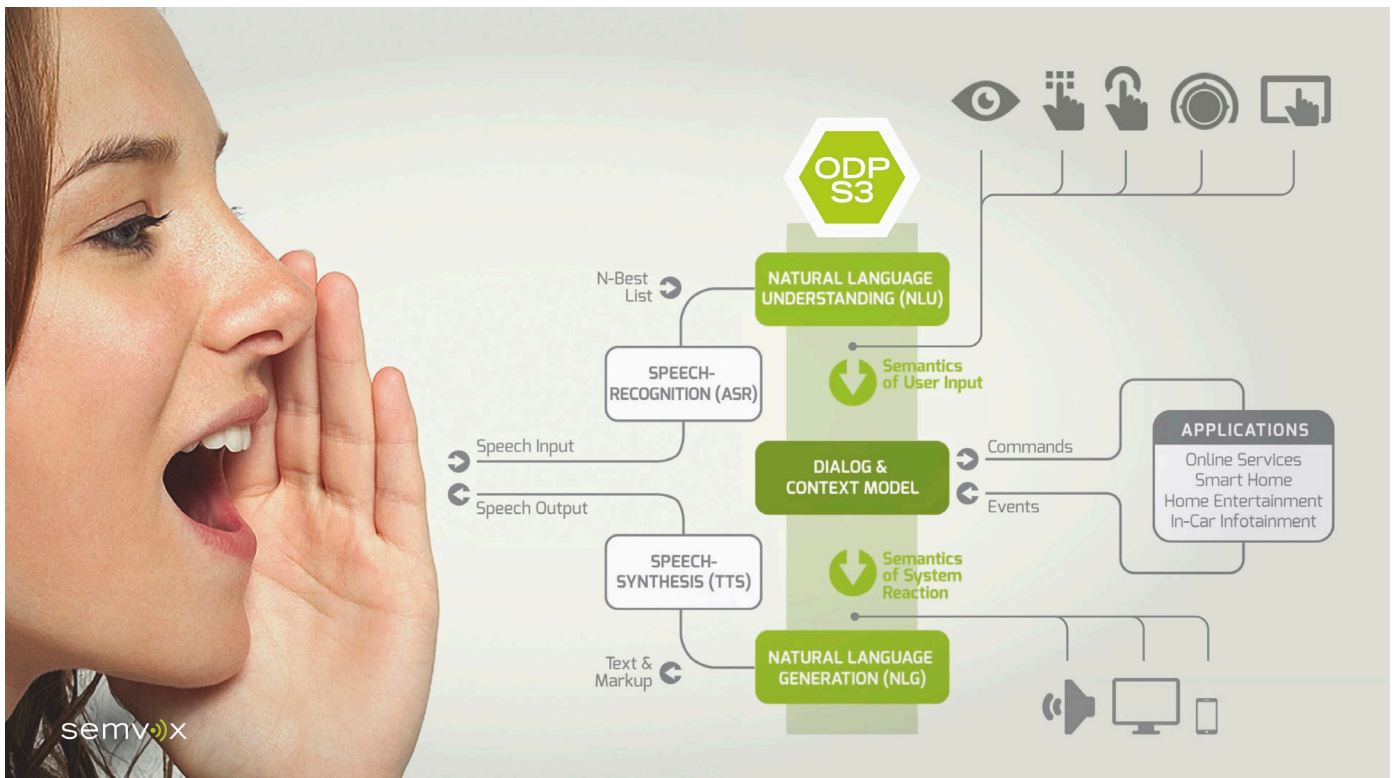 ODP
S3
N-Best
List
NATURAL LANGUAGE
UNDERSTANDING (NLU)
SPEECH-
RECOGNITION (ASR)
Semantics
of User Input
Speech Input
Speech Output
DIALOG &
CONTEXT MODEL
Commands
Events
APPLICATIONS
Online Services
Smart Home
Home Entertainment
In-Car Infotainment
SPEECH-
SYNTHESIS (TTS)
Semantics
of System
Reaction
Text &
Markup
NATURAL LANGUAGE
GENERATION (NLG)
semvox